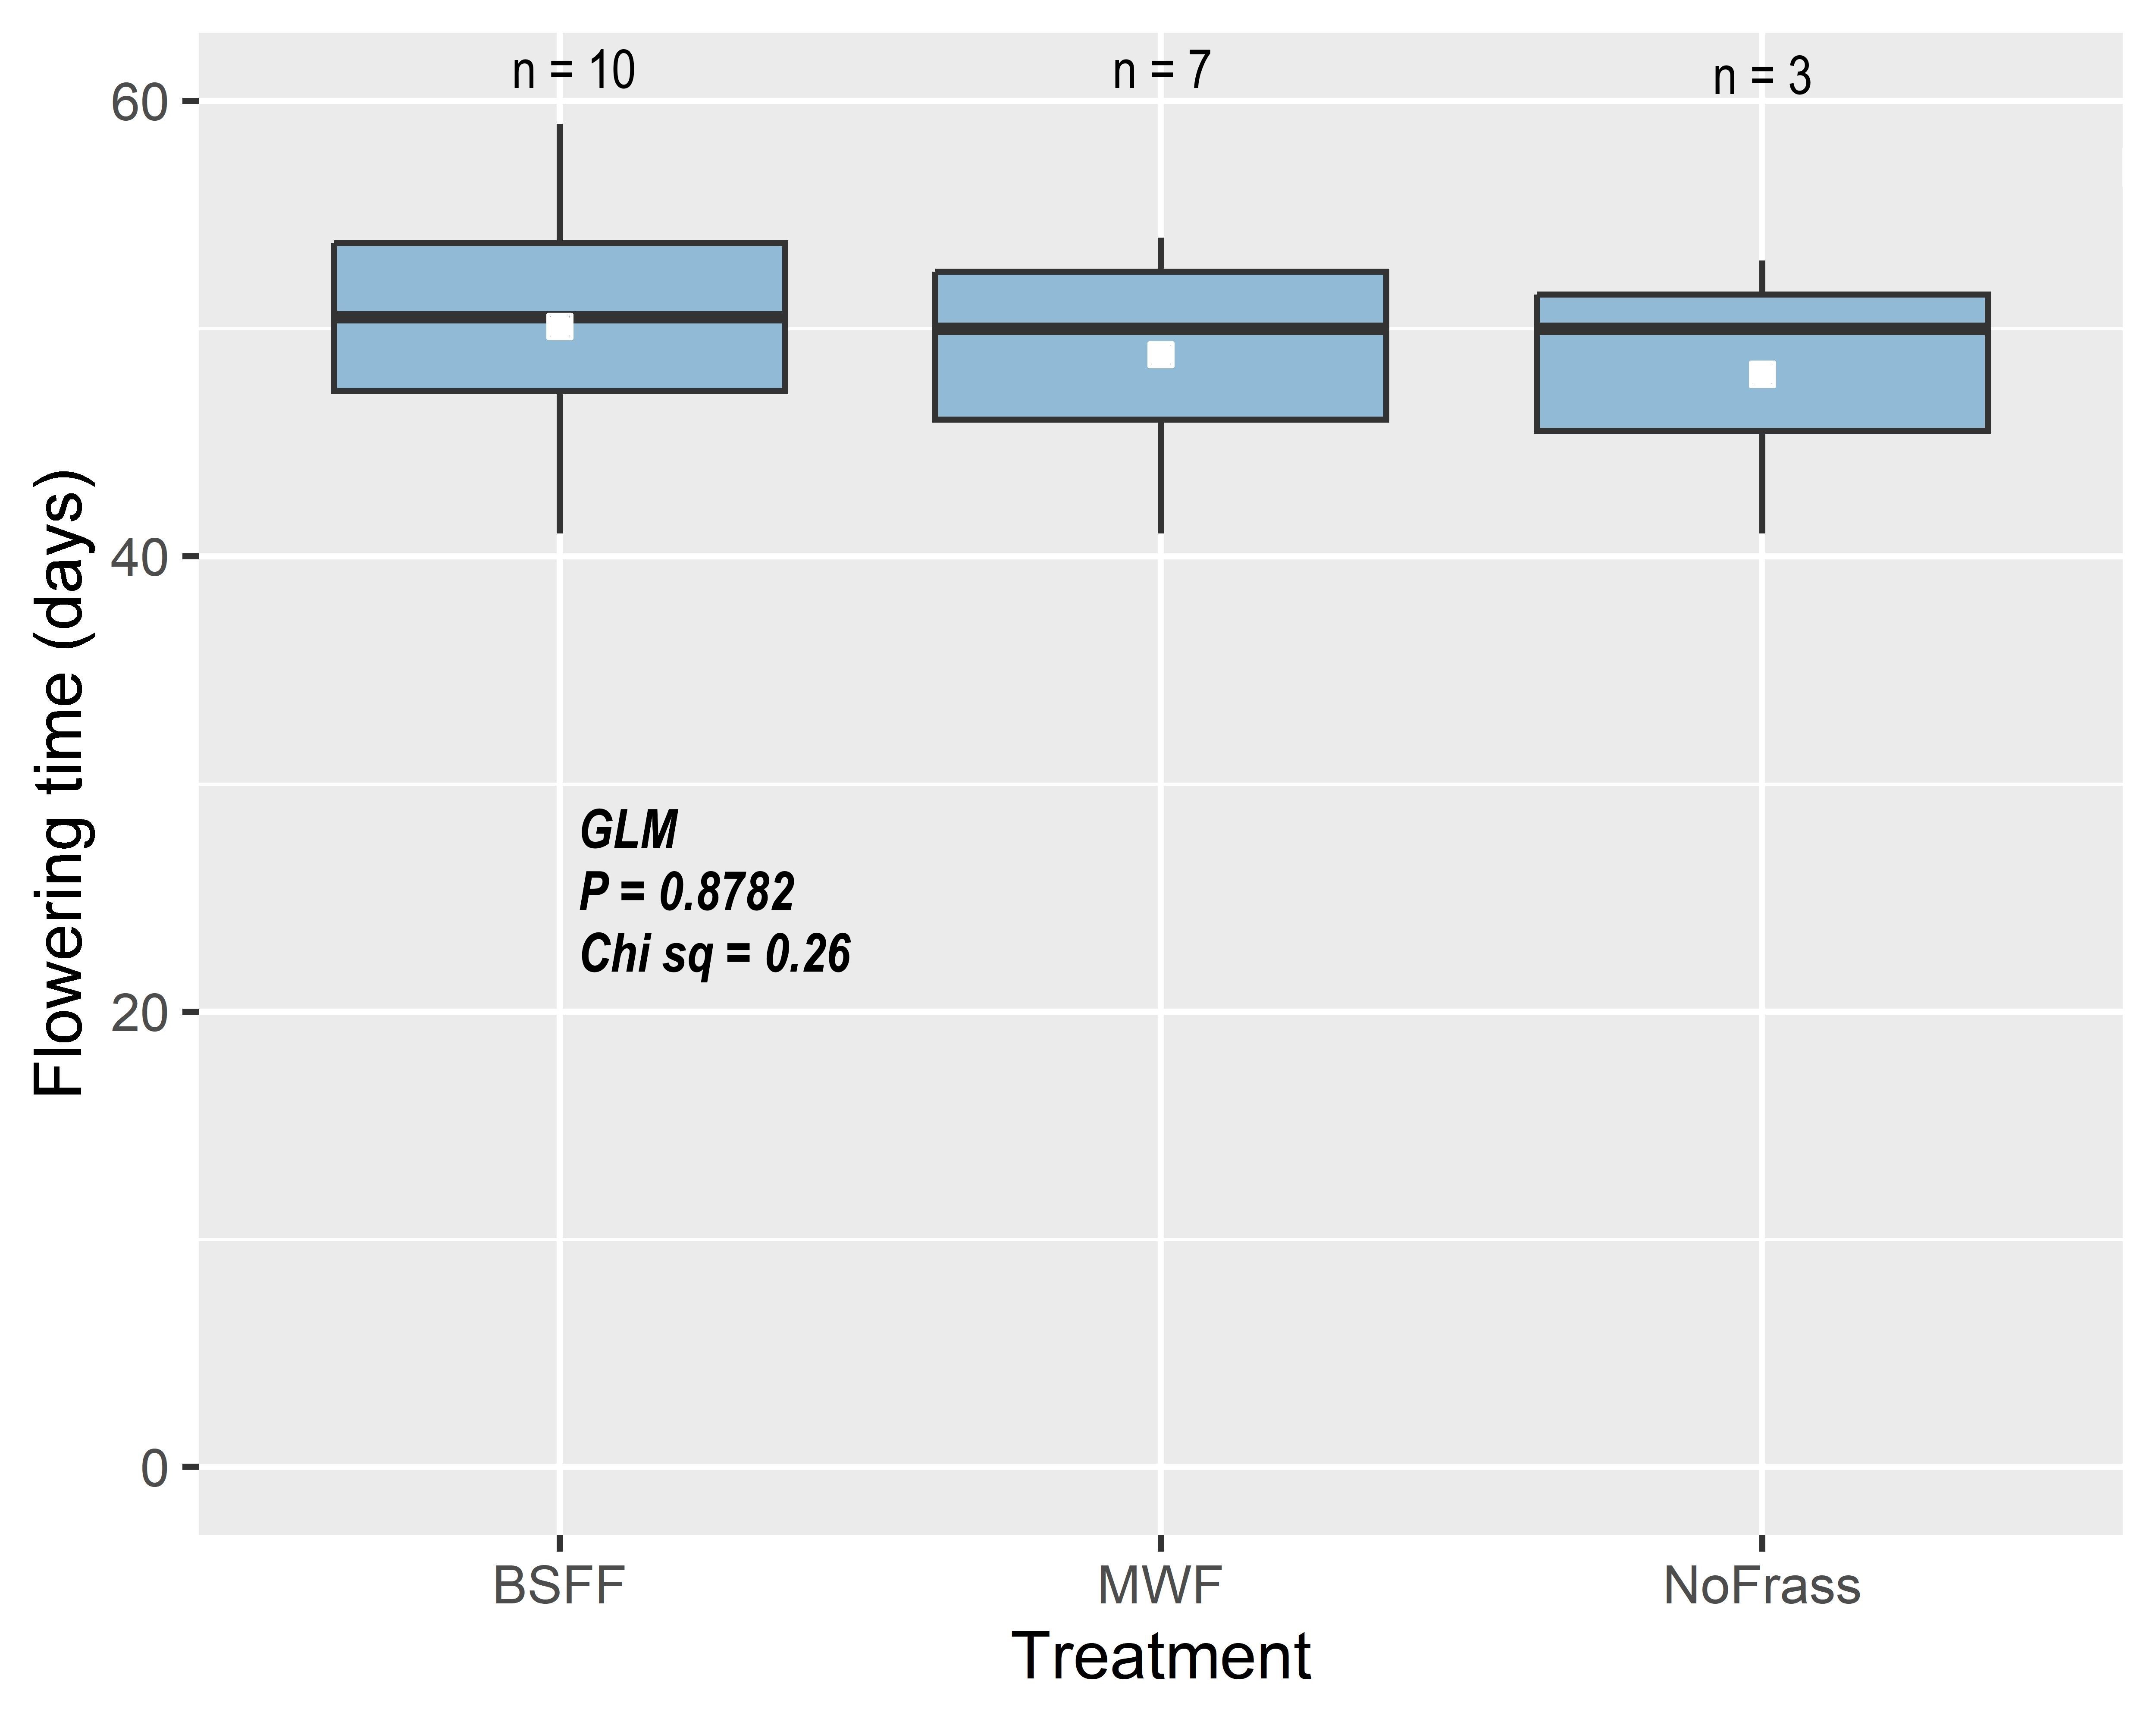 n = 10
n = 7
n = 3
60
40
20
0
Flowering time (days)
GLM
P = 0.8782
Chi sq = 0.26
BSFF
MWF
NoFrass
Treatment